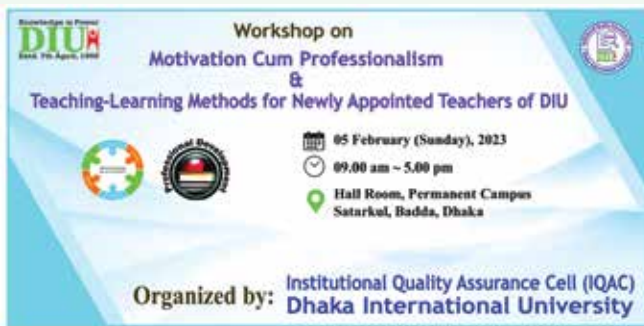 Knowledge is Power
DIU
Estd. 7th April, 1995
Workshop on
Motivation Cum Professionalism
&
Teaching-Learning Methods for Newly Appointed Teachers of DIU
Professional Development
05 February (Sunday), 2023
09.00 am ~ 5.00 pm
Hall Room, Permanent Campus
Satarkul, Badda, Dhaka
Organized by:
Institutional Quality Assurance Cell (IQAC)
Dhaka International University